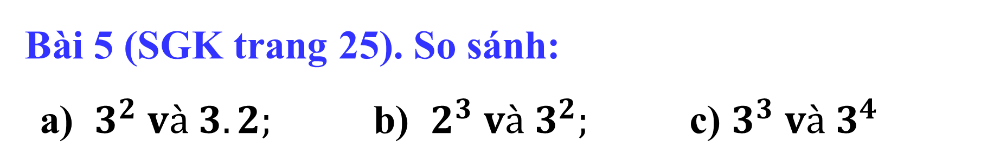 Bài 5 (SGK trang 25). So sánh:
a) 3² và 3. 2; b) 2³ và 3²; c) 3³ và 3⁴